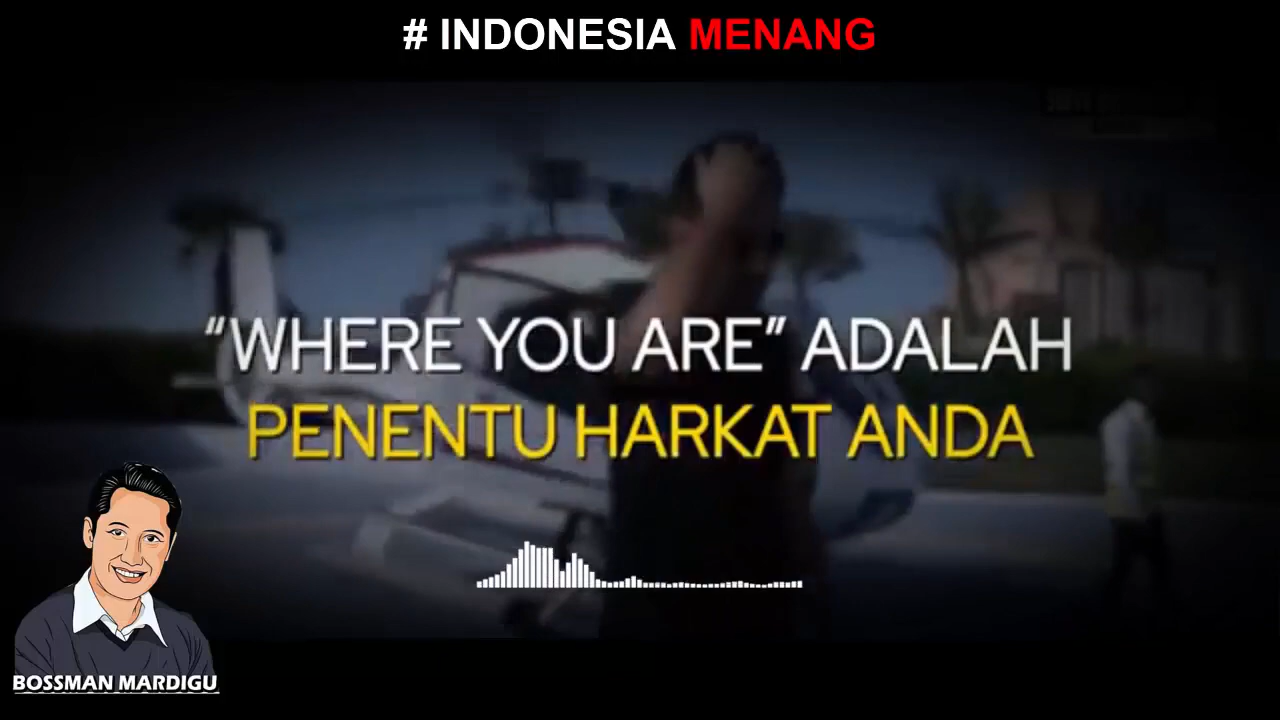 # INDONESIA MENANG
“WHERE YOU ARE” ADALAH
PENENTU HARKAT ANDA
BOSSMAN MARDIGU